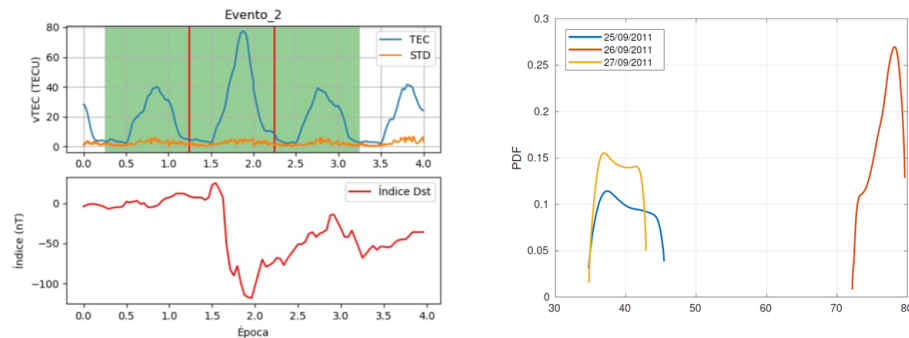 Evento_2
80
60
40
20
0
vTEC (TECU)
TEC
STD
0.0 0.5 1.0 1.5 2.0 2.5 3.0 3.5 4.0
0
−50
−100
Índice (nT)
Índice Dst
0.0 0.5 1.0 1.5 2.0 2.5 3.0 3.5 4.0
Época
0.3
0.25
0.2
0.15
0.1
0.05
0
PDF
25/09/2011
26/09/2011
27/09/2011
30 40 50 60 70 80